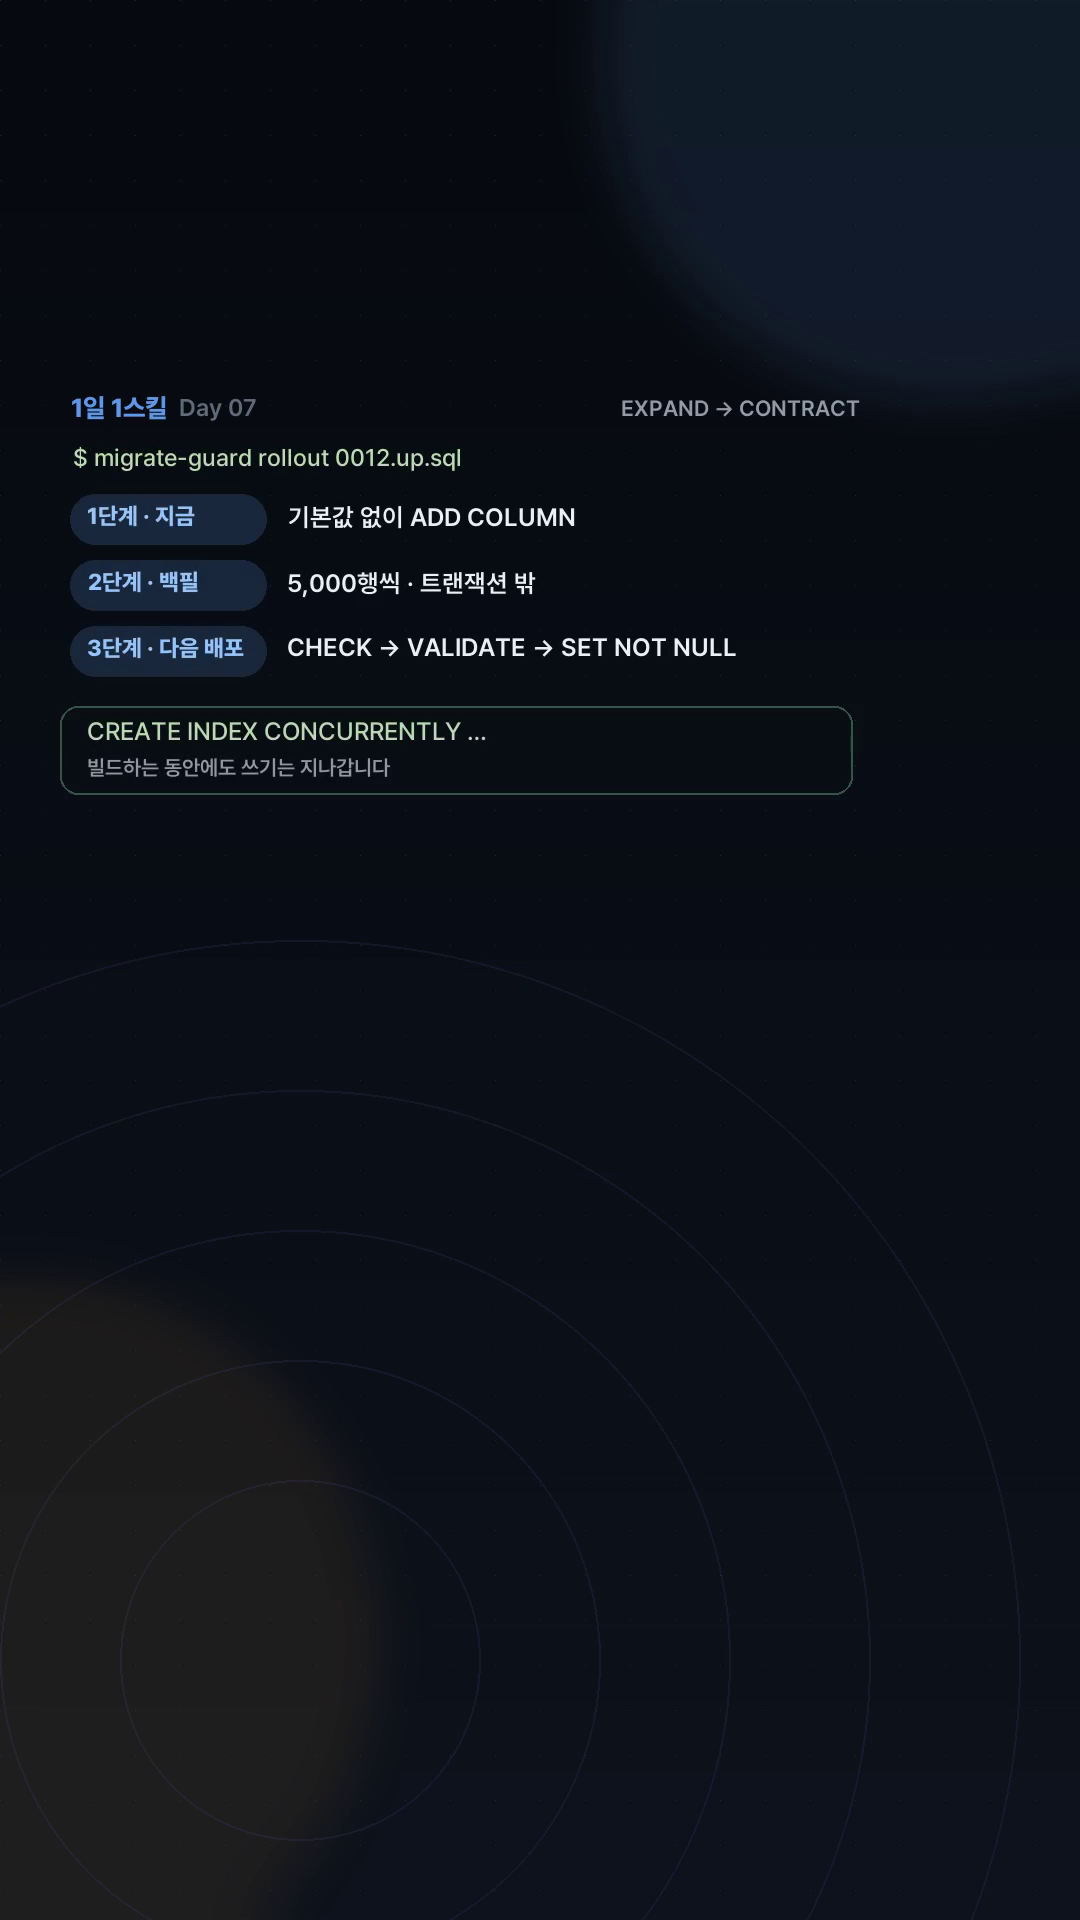 1일 1스킬 Day 07 EXPAND → CONTRACT
$ migrate-guard rollout 0012.up.sql
1단계 · 지금 기본값 없이 ADD COLUMN
2단계 · 백필 5,000행씩 · 트랜잭션 밖
3단계 · 다음 배포 CHECK → VALIDATE → SET NOT NULL
CREATE INDEX CONCURRENTLY ...
빌드하는 동안에도 쓰기는 지나갑니다